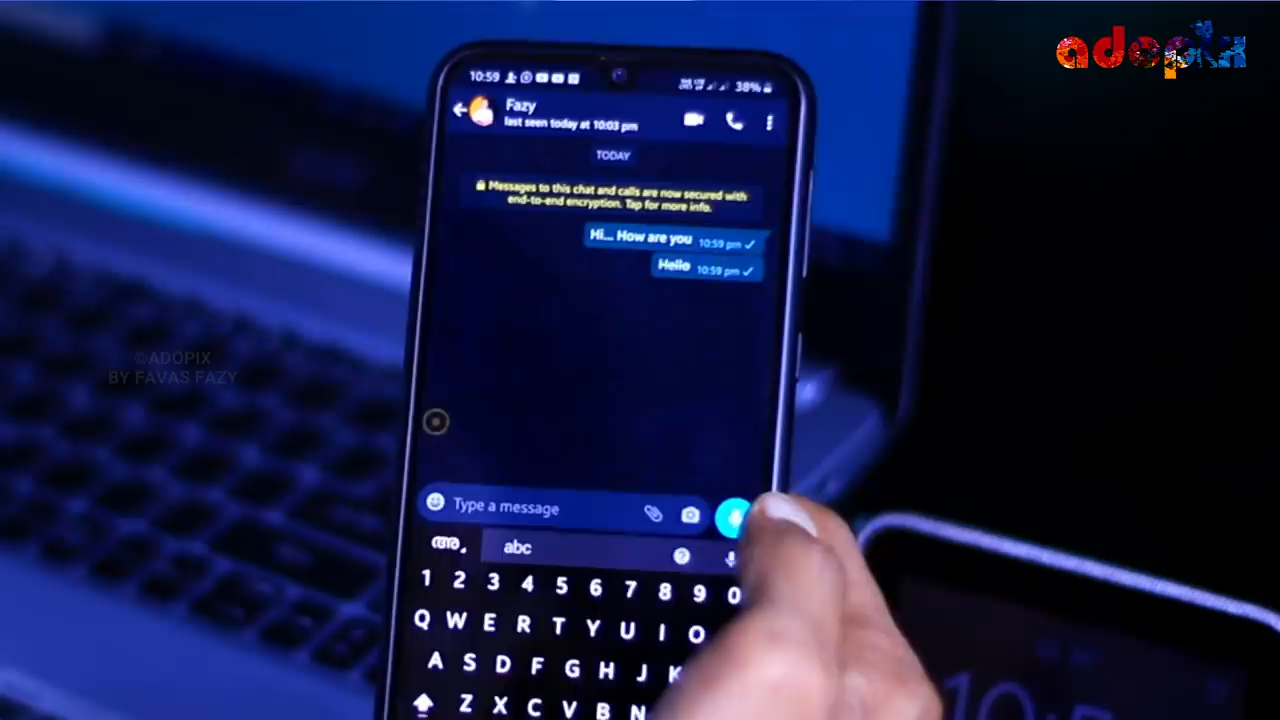 adopix
10:59 38%
Fazy
last seen today at 10:03 pm
TODAY
Messages to this chat and calls are now secured with
end-to-end encryption. Tap for more info.
Hi... How are you 10:59 pm
Hello 10:59 pm
©ADOPIX
BY FAVAS FAZY
Type a message
abc
1 2 3 4 5 6 7 8 9 0
Q W E R T Y U I O
A S D F G H J K
Z X C V B N